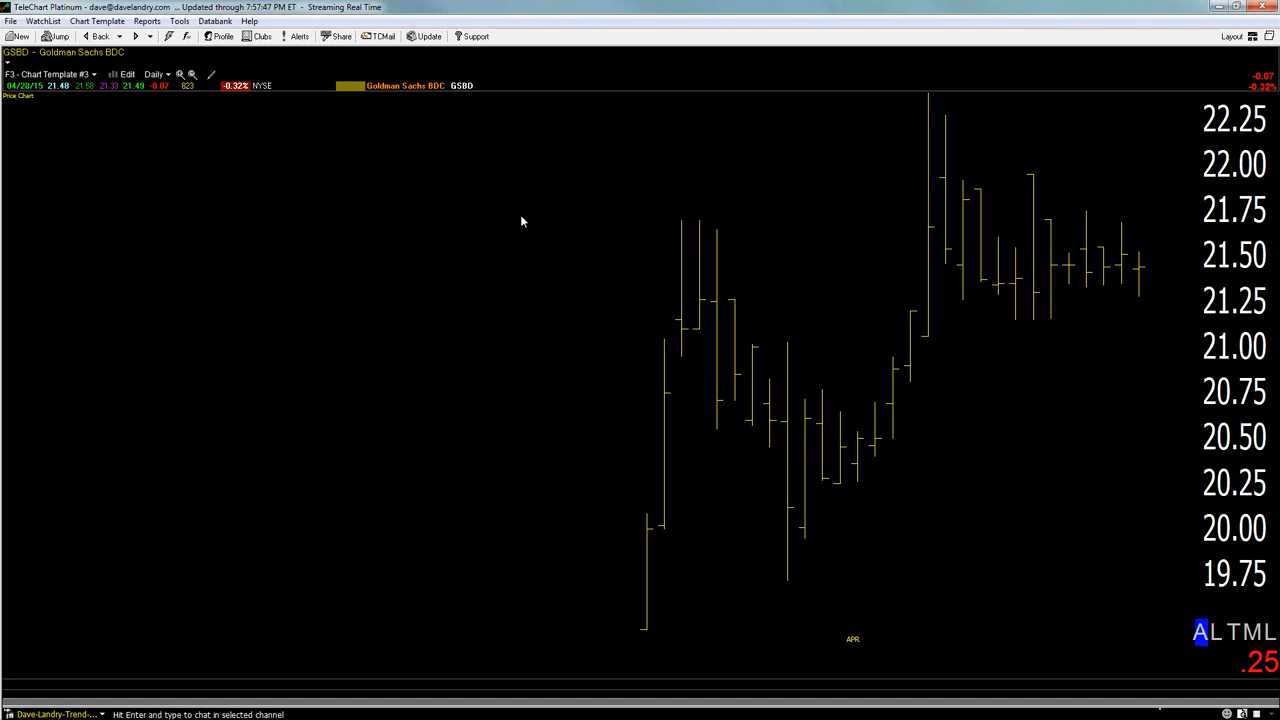 TeleChart Platinum - dave@davelandry.com ... Updated through 7:57:47 PM ET - Streaming Real Time
File WatchList Chart Template Reports Tools Databank Help
New Jump Back Profile Clubs Alerts Share TCMail Update Support Layout
GSBD - Goldman Sachs BDC
F3 - Chart Template #3 Edit Daily -0.07
04/28/15 21.48 21.58 21.33 21.49 -0.07 823 -0.32% NYSE Goldman Sachs BDC GSBD -0.32%
Price Chart
22.25
22.00
21.75
21.50
21.25
21.00
20.75
20.50
20.25
20.00
19.75
APR
ALTML
.25
Dave-Landry-Trend-... Hit Enter and type to chat in selected channel